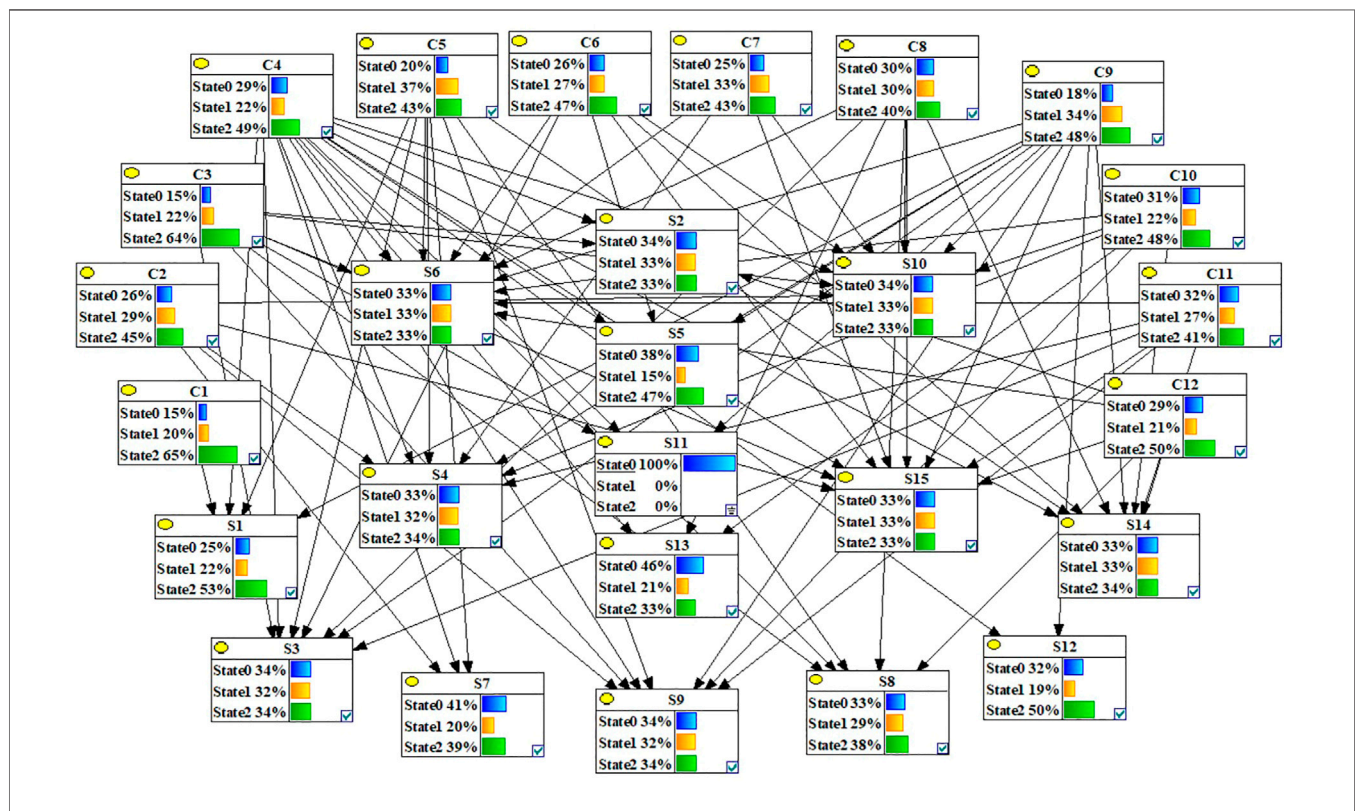 C4
State0 29%
State1 22%
State2 49%
C5
State0 20%
State1 37%
State2 43%
C6
State0 26%
State1 27%
State2 47%
C7
State0 25%
State1 33%
State2 43%
C8
State0 30%
State1 30%
State2 40%
C9
State0 18%
State1 34%
State2 48%
C3
State0 15%
State1 22%
State2 64%
C10
State0 31%
State1 22%
State2 48%
S2
State0 34%
State1 33%
State2 33%
C2
State0 26%
State1 29%
State2 45%
S6
State0 33%
State1 33%
State2 33%
S10
State0 34%
State1 33%
State2 33%
C11
State0 32%
State1 27%
State2 41%
S5
State0 38%
State1 15%
State2 47%
C1
State0 15%
State1 20%
State2 65%
C12
State0 29%
State1 21%
State2 50%
S11
State0 100%
State1 0%
State2 0%
S4
State0 33%
State1 32%
State2 34%
S15
State0 33%
State1 33%
State2 33%
S1
State0 25%
State1 22%
State2 53%
S13
State0 46%
State1 21%
State2 33%
S14
State0 33%
State1 33%
State2 34%
S3
State0 34%
State1 32%
State2 34%
S7
State0 41%
State1 20%
State2 39%
S9
State0 34%
State1 32%
State2 34%
S8
State0 33%
State1 29%
State2 38%
S12
State0 32%
State1 19%
State2 50%